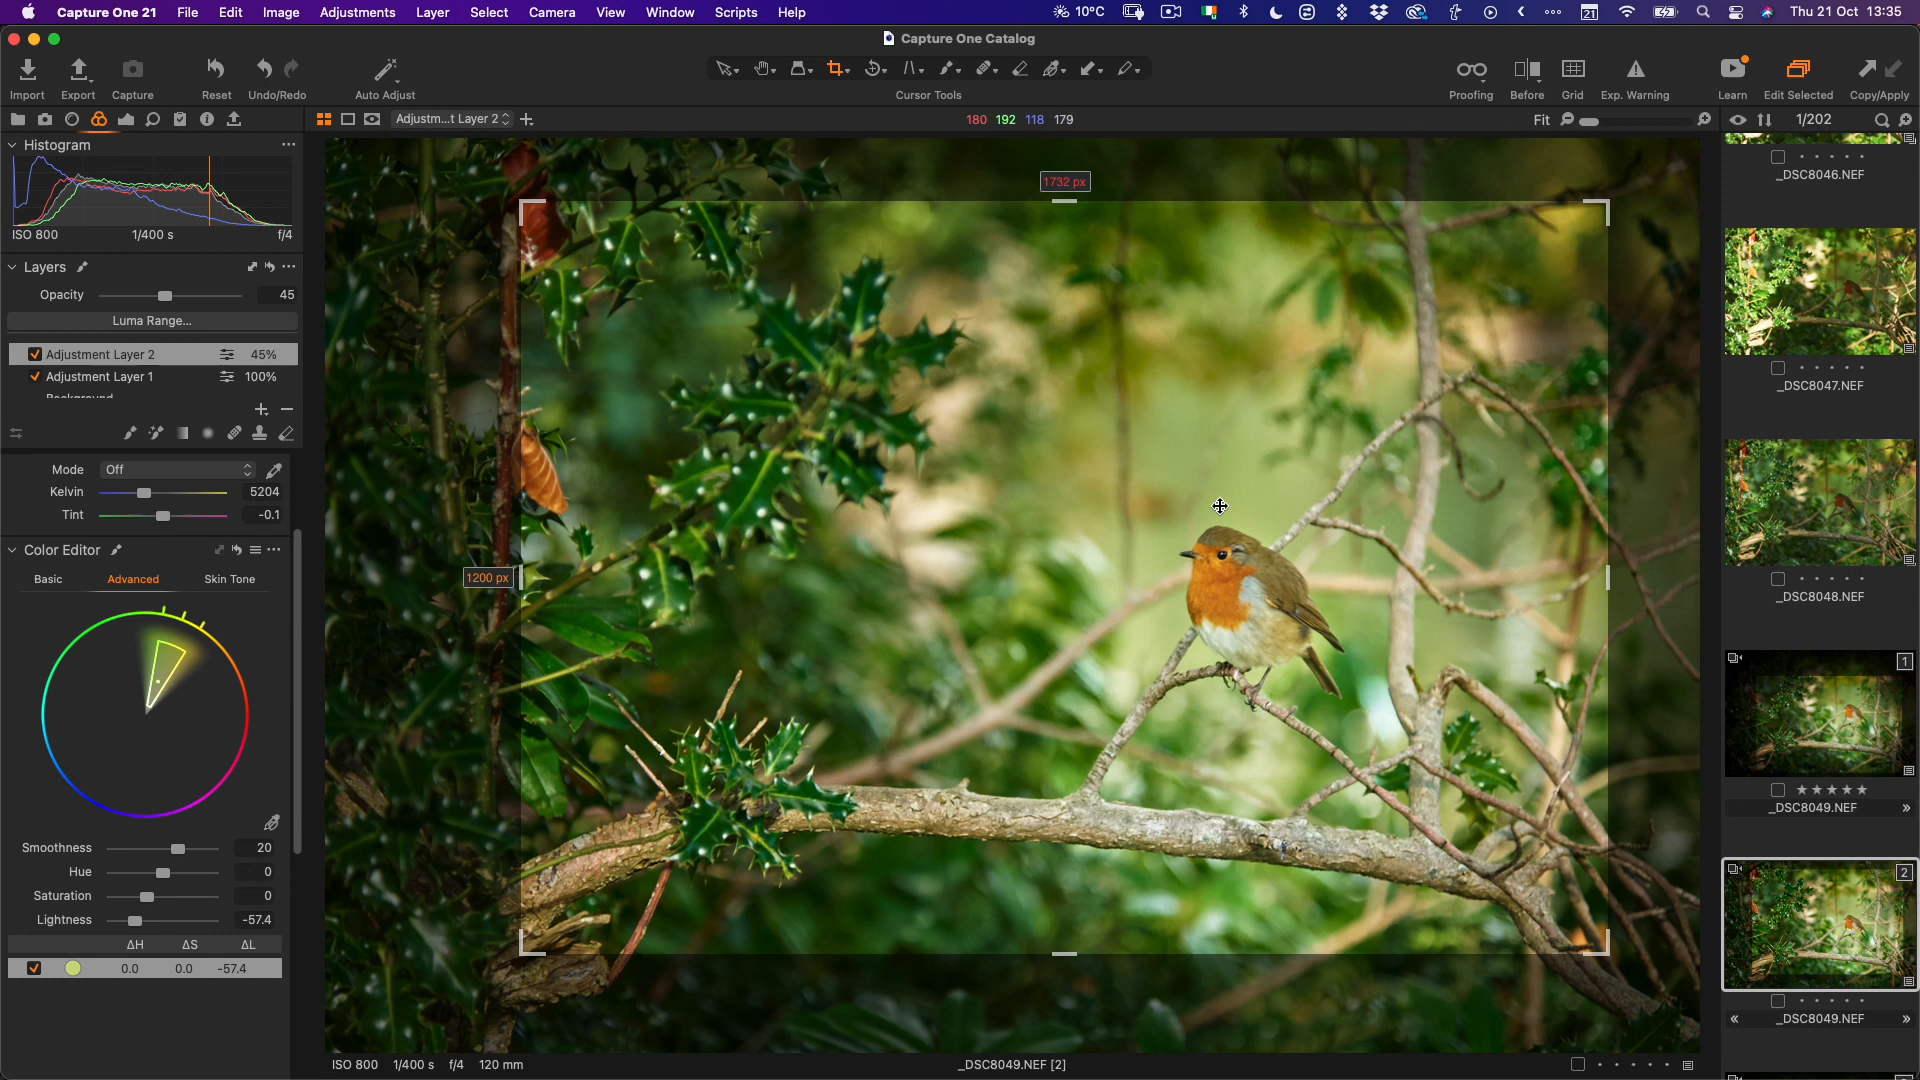 Capture One 21 File Edit Image Adjustments Layer Select Camera View Window Scripts Help 10°C 21 Thu 21 Oct 13:35
Capture One Catalog
Import Export Capture Reset Undo/Redo Auto Adjust Cursor Tools Proofing Before Grid Exp. Warning Learn Edit Selected Copy/Apply
Adjustm...t Layer 2 180 192 118 179 Fit 1/202
Histogram
ISO 800 1/400 s f/4
Layers
Opacity 45
Luma Range...
Adjustment Layer 2 45%
Adjustment Layer 1 100%
Background
Mode Off
Kelvin 5204
Tint -0.1
Color Editor
Basic Advanced Skin Tone
Smoothness 20
Hue 0
Saturation 0
Lightness -57.4
ΔH ΔS ΔL
0.0 0.0 -57.4
1732 px
1200 px
ISO 800 1/400 s f/4 120 mm _DSC8049.NEF [2]
_DSC8046.NEF
_DSC8047.NEF
_DSC8048.NEF
1
_DSC8049.NEF
2
_DSC8049.NEF